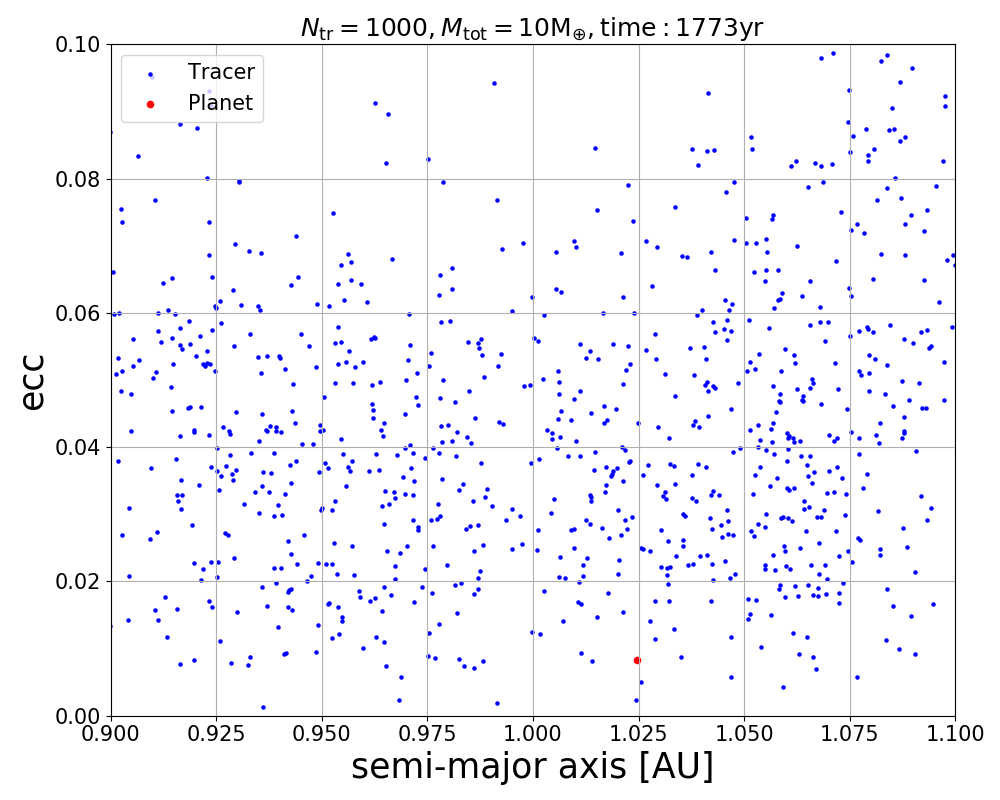 N_tr = 1000, M_tot = 10M_⊕, time : 1773yr
Tracer
Planet
ecc
0.10
0.08
0.06
0.04
0.02
0.00
0.900 0.925 0.950 0.975 1.000 1.025 1.050 1.075 1.100
semi-major axis [AU]